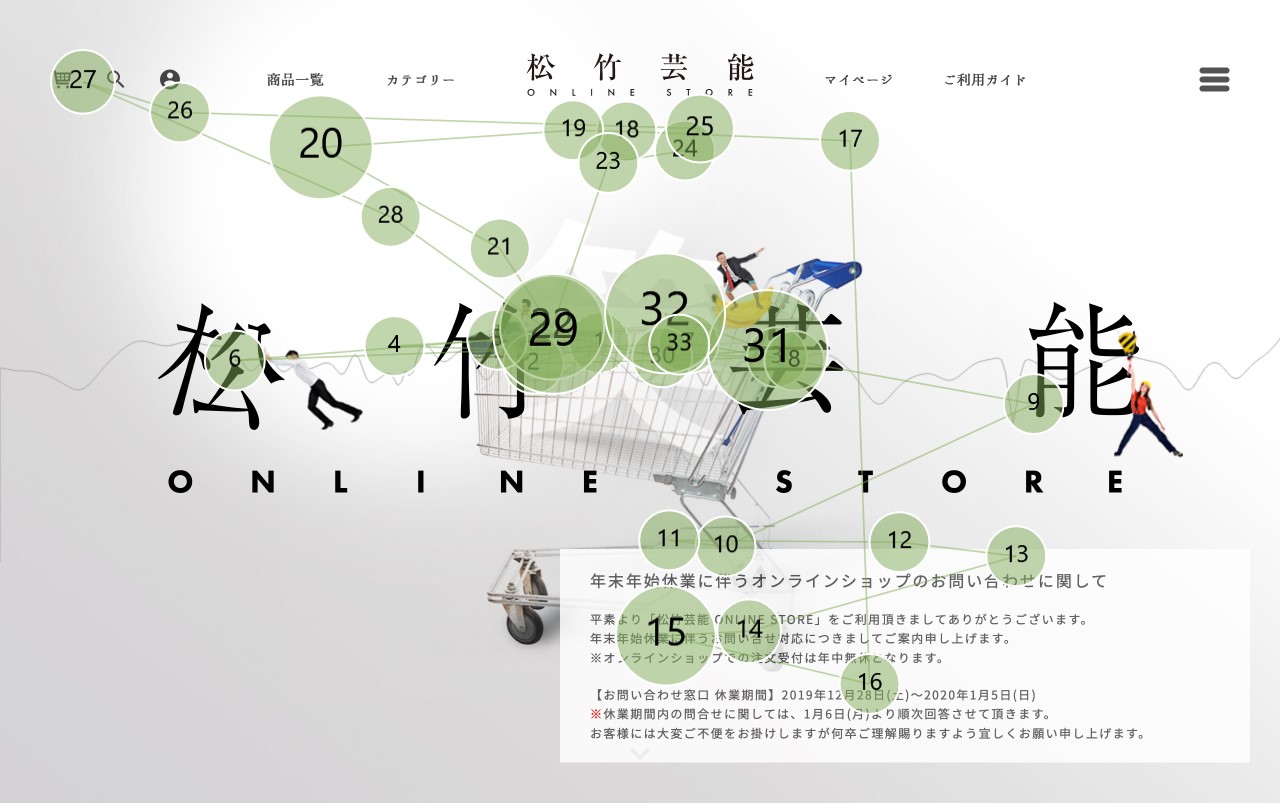 商品一覧
カテゴリー
松竹芸能
ONLINE STORE
マイページ
ご利用ガイド
27
26
20
19
18
25
24
23
17
28
21
4
6
29
2
32
33
30
31
8
9
松竹芸能
ONLINE STORE
11
10
12
13
年末年始休業に伴うオンラインショップのお問い合わせに関して
平素より「松竹芸能 ONLINE STORE」をご利用頂きましてありがとうございます。
年末年始休業に伴うお問い合せ対応につきましてご案内申し上げます。
※オンラインショップでの注文受付は年中無休となります。
15
14
16
【お問い合わせ窓口 休業期間】2019年12月28日(土)～2020年1月5日(日)
※休業期間内の問合せに関しては、1月6日(月)より順次回答させて頂きます。
お客様には大変ご不便をお掛けしますが何卒ご理解賜りますよう宜しくお願い申し上げます。